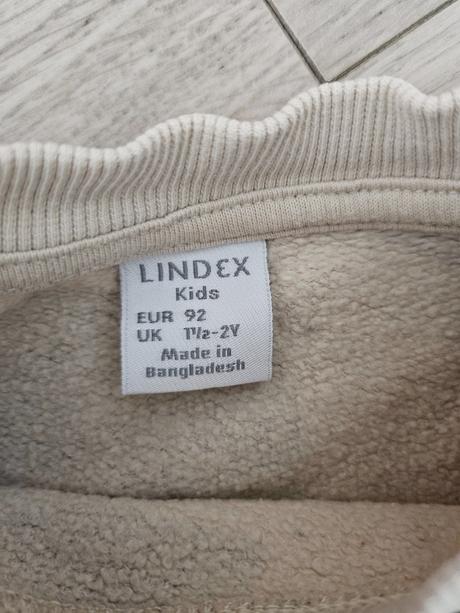 LINDEX
Kids
EUR 92
UK 1½-2Y
Made in
Bangladesh